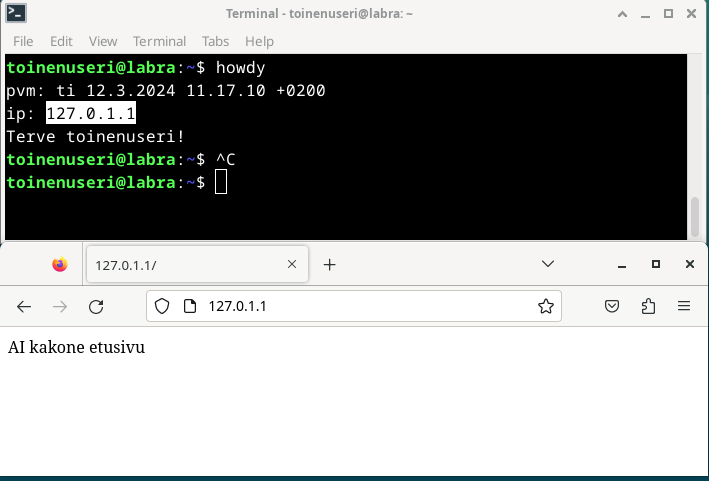 Terminal - toinenuseri@labra: ~
File Edit View Terminal Tabs Help
toinenuseri@labra:~$ howdy
pvm: ti 12.3.2024 11.17.10 +0200
ip: 127.0.1.1
Terve toinenuseri!
toinenuseri@labra:~$ ^C
toinenuseri@labra:~$
127.0.1.1/
127.0.1.1
AI kakone etusivu